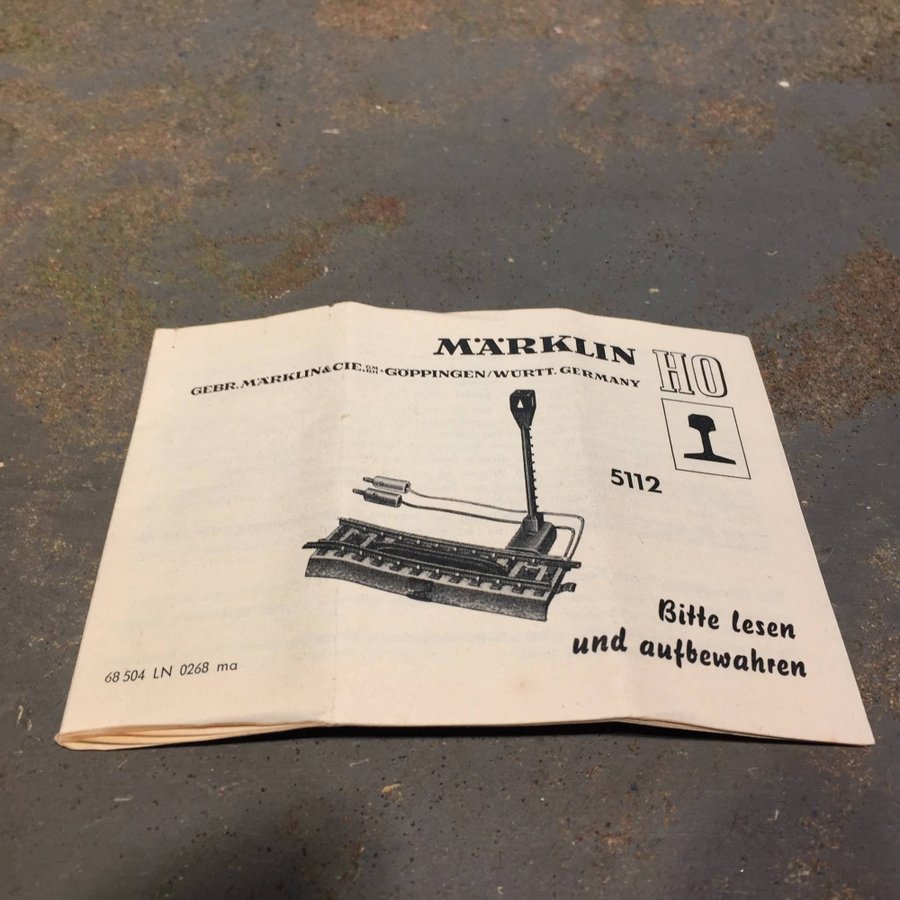 MÄRKLIN HO
GEBR. MÄRKLIN & CIE. GMBH · GÖPPINGEN/WÜRTT. GERMANY
5112
Bitte lesen
und aufbewahren
68 504 LN 0268 ma